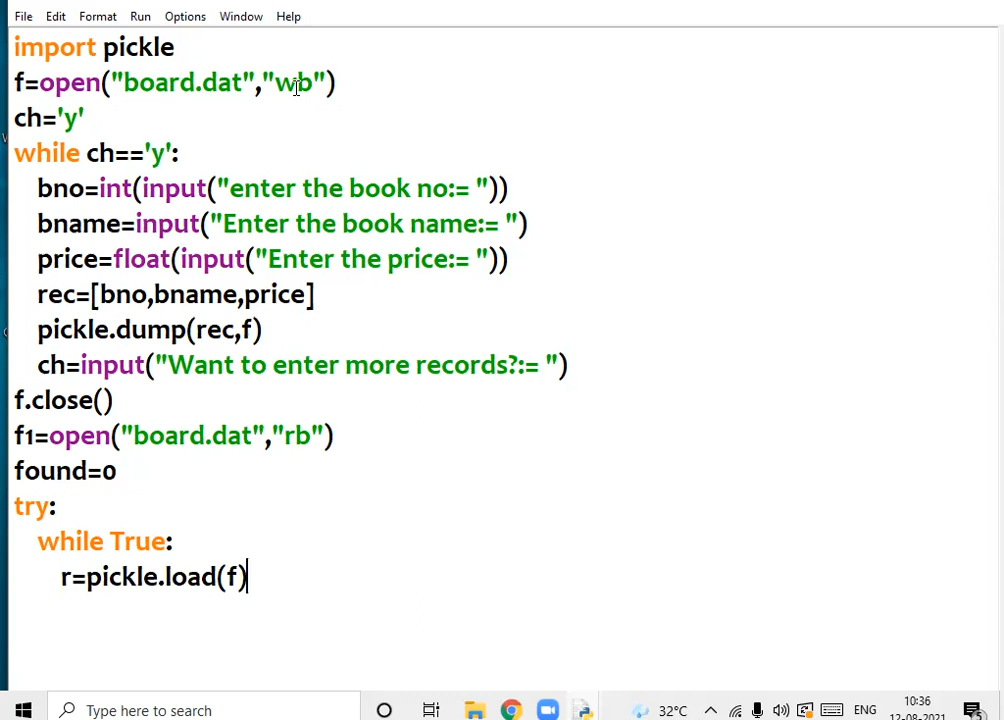 File Edit Format Run Options Window Help
import pickle
f=open("board.dat","wb")
ch='y'
while ch=='y':
    bno=int(input("enter the book no:= "))
    bname=input("Enter the book name:= ")
    price=float(input("Enter the price:= "))
    rec=[bno,bname,price]
    pickle.dump(rec,f)
    ch=input("Want to enter more records?:= ")
f.close()
f1=open("board.dat","rb")
found=0
try:
    while True:
        r=pickle.load(f)
Type here to search
32°C
ENG
10:36
12-08-2021